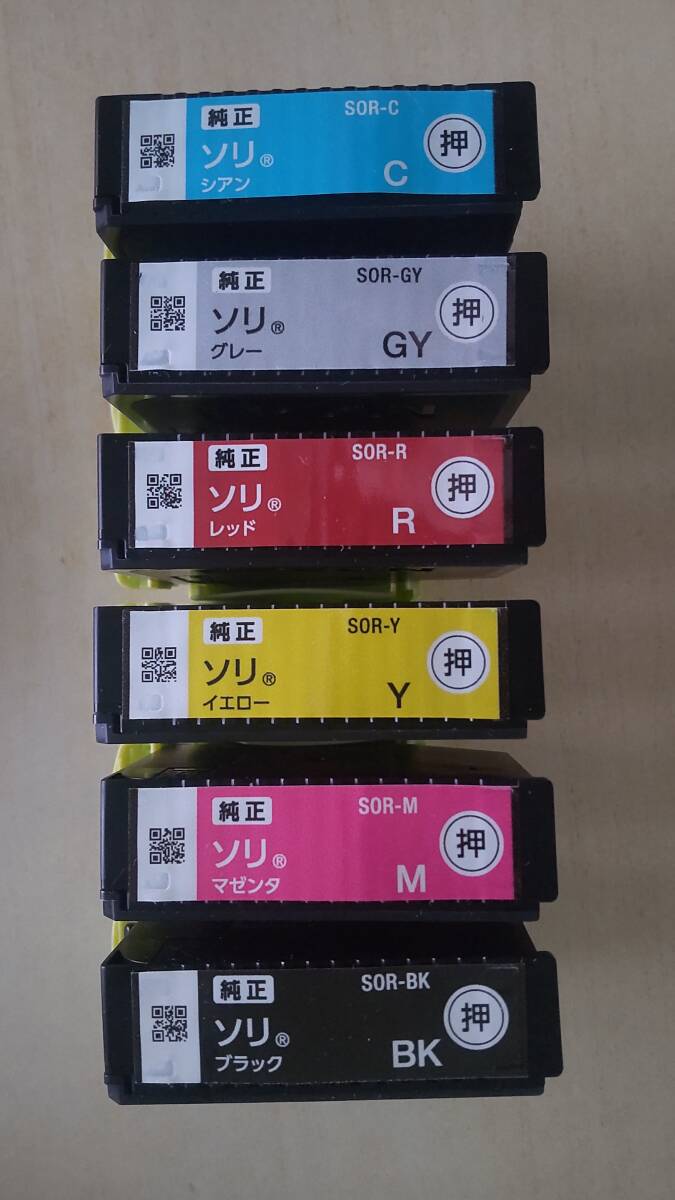 純正 SOR-C
押
ソリ®
シアン C
純正 SOR-GY
押
ソリ®
グレー GY
純正 SOR-R
押
ソリ®
レッド R
純正 SOR-Y
押
ソリ®
イエロー Y
純正 SOR-M
押
ソリ®
マゼンタ M
純正 SOR-BK
押
ソリ®
ブラック BK